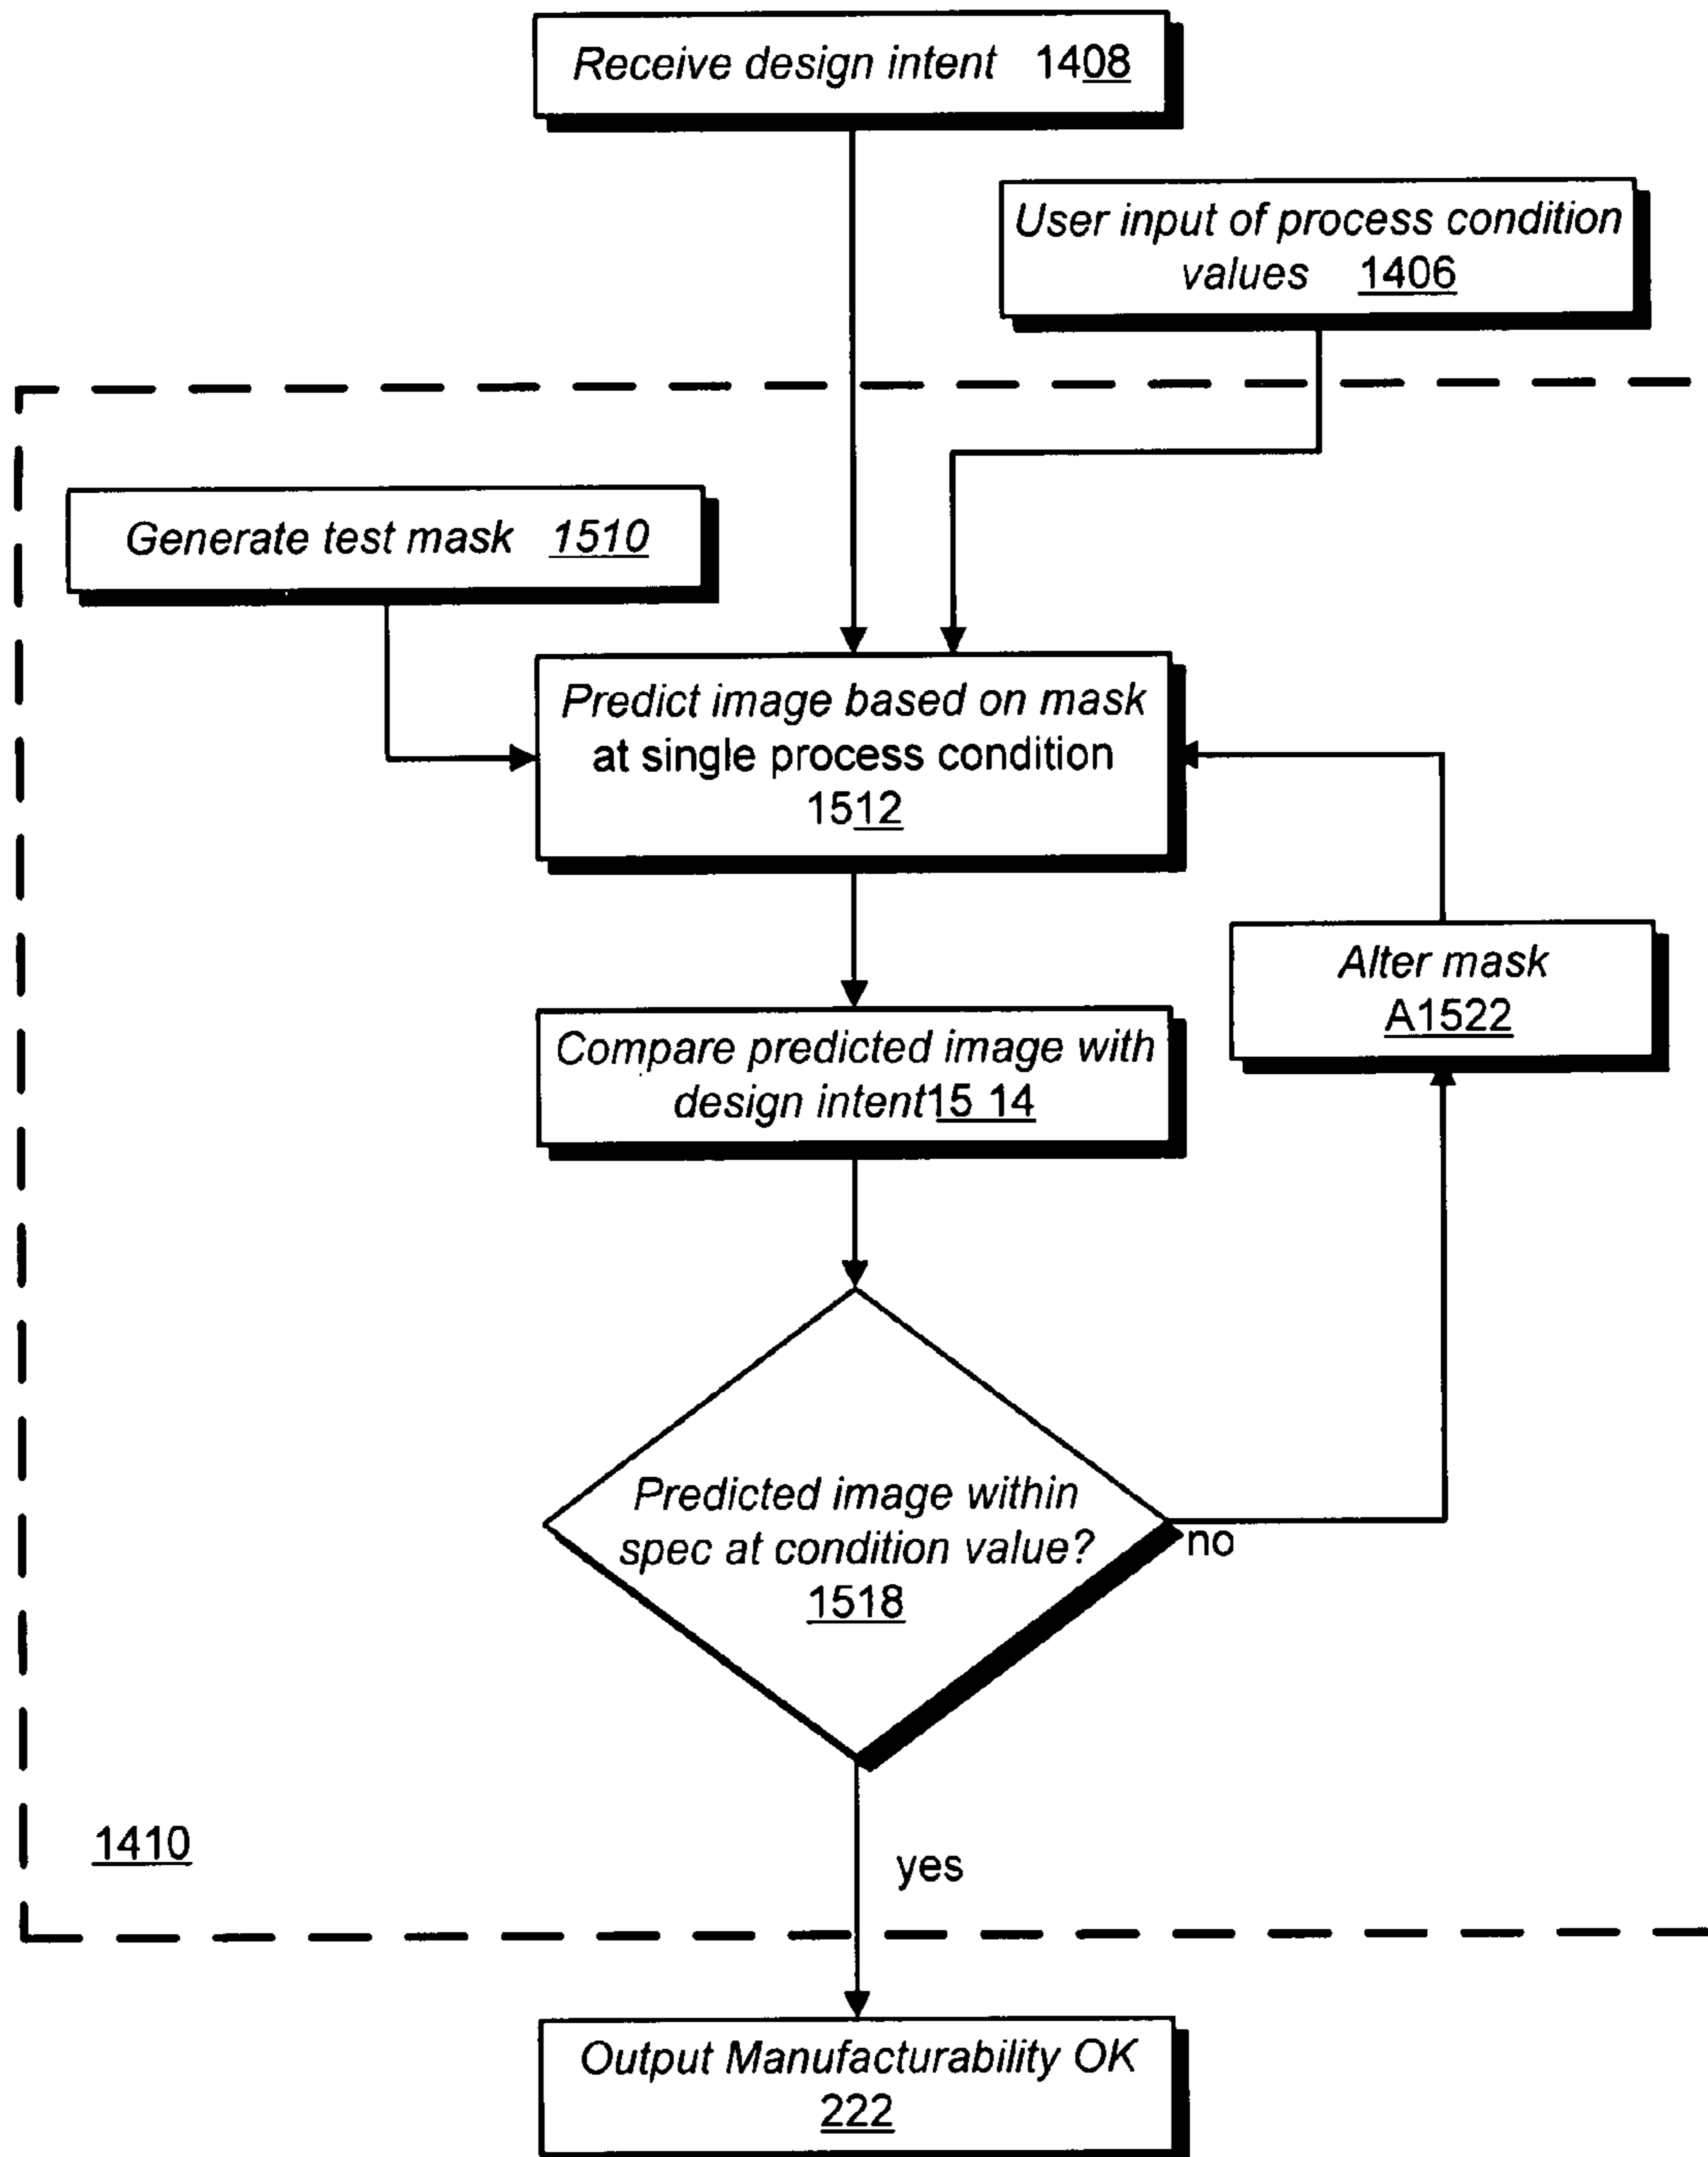 Receive design intent 1408
User input of process condition
values 1406
Generate test mask 1510
Predict image based on mask
at single process condition
1512
Alter mask
A1522
Compare predicted image with
design intent15 14
Predicted image within
spec at condition value?
1518
no
1410
yes
Output Manufacturability OK
222